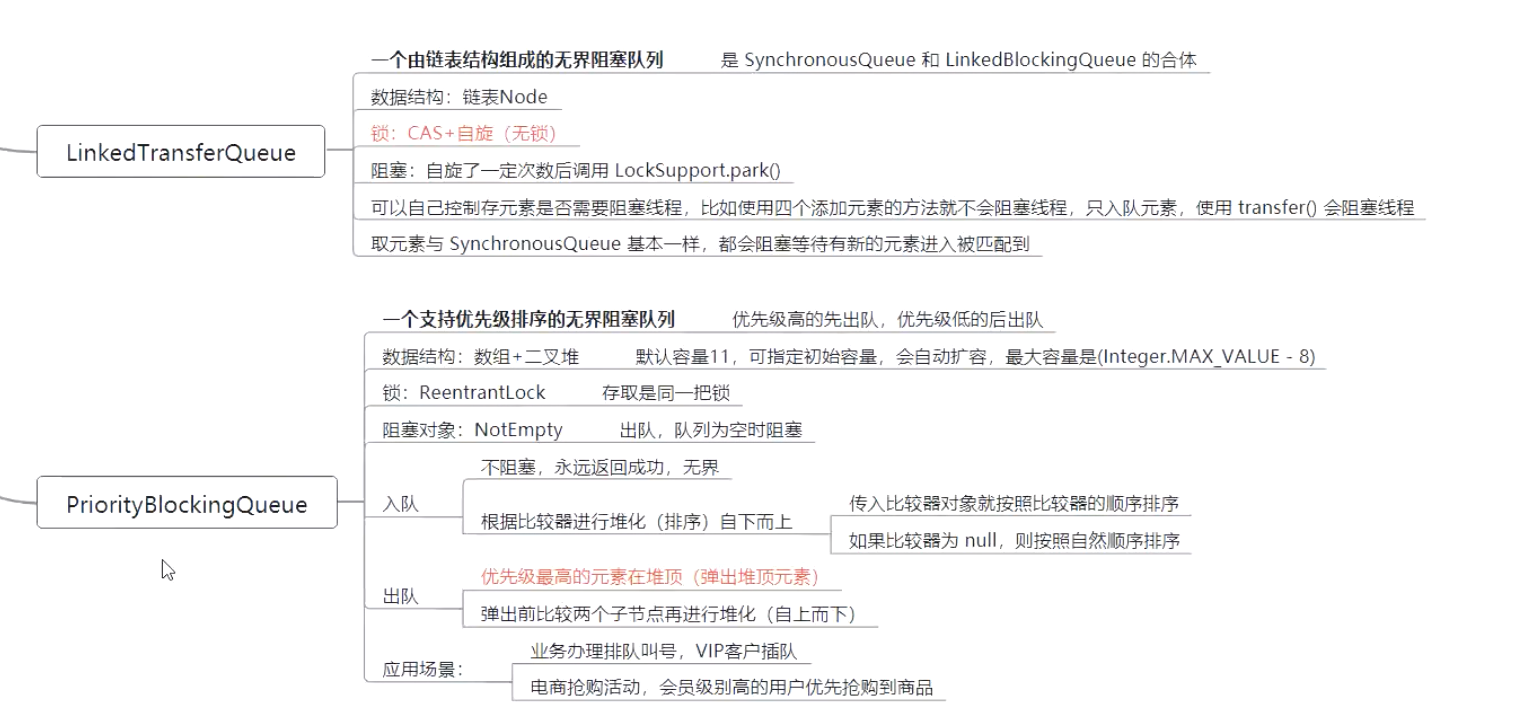 一个由链表结构组成的无界阻塞队列 是 SynchronousQueue 和 LinkedBlockingQueue 的合体
数据结构：链表Node
锁：CAS+自旋（无锁）
LinkedTransferQueue
阻塞：自旋了一定次数后调用 LockSupport.park()
可以自己控制存元素是否需要阻塞线程，比如使用四个添加元素的方法就不会阻塞线程，只入队元素，使用 transfer() 会阻塞线程
取元素与 SynchronousQueue 基本一样，都会阻塞等待有新的元素进入被匹配到
一个支持优先级排序的无界阻塞队列 优先级高的先出队，优先级低的后出队
数据结构：数组+二叉堆 默认容量11，可指定初始容量，会自动扩容，最大容量是(Integer.MAX_VALUE - 8)
锁：ReentrantLock 存取是同一把锁
阻塞对象：NotEmpty 出队，队列为空时阻塞
PriorityBlockingQueue
入队
不阻塞，永远返回成功，无界
根据比较器进行堆化（排序）自下而上
传入比较器对象就按照比较器的顺序排序
如果比较器为 null，则按照自然顺序排序
出队
优先级最高的元素在堆顶（弹出堆顶元素）
弹出前比较两个子节点再进行堆化（自上而下）
应用场景：
业务办理排队叫号，VIP客户插队
电商抢购活动，会员级别高的用户优先抢购到商品